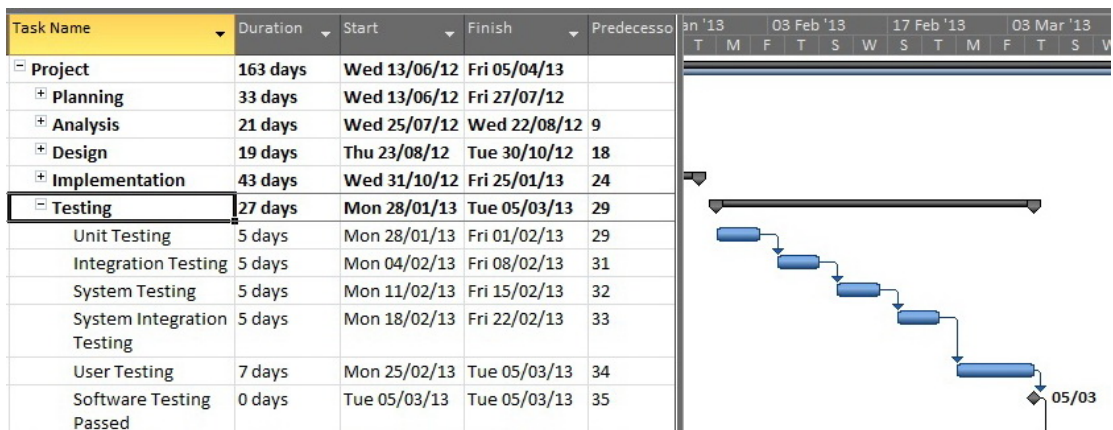 Task Name Duration Start Finish Predecesso an '13 03 Feb '13 17 Feb '13 03 Mar '13
T M F T S W S T M F T S W
Project 163 days Wed 13/06/12 Fri 05/04/13
Planning 33 days Wed 13/06/12 Fri 27/07/12
Analysis 21 days Wed 25/07/12 Wed 22/08/12 9
Design 19 days Thu 23/08/12 Tue 30/10/12 18
Implementation 43 days Wed 31/10/12 Fri 25/01/13 24
Testing 27 days Mon 28/01/13 Tue 05/03/13 29
Unit Testing 5 days Mon 28/01/13 Fri 01/02/13 29
Integration Testing 5 days Mon 04/02/13 Fri 08/02/13 31
System Testing 5 days Mon 11/02/13 Fri 15/02/13 32
System Integration 5 days Mon 18/02/13 Fri 22/02/13 33
Testing
User Testing 7 days Mon 25/02/13 Tue 05/03/13 34
Software Testing 0 days Tue 05/03/13 Tue 05/03/13 35 05/03
Passed